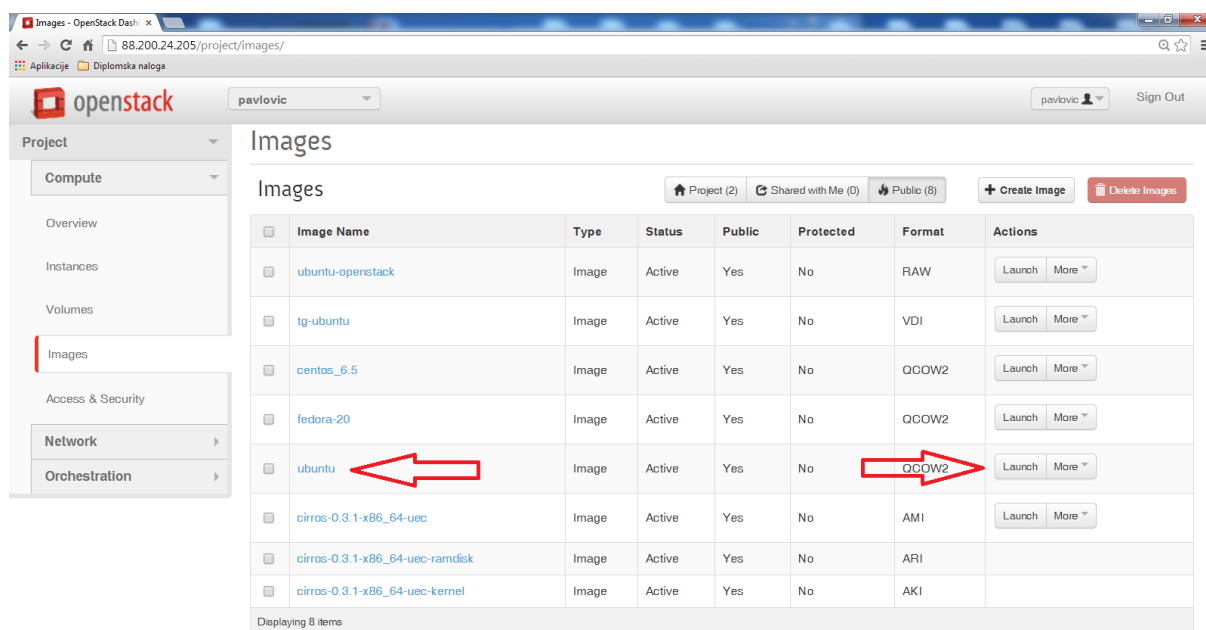 Images - OpenStack Dashb
88.200.24.205/project/images/
Aplikacije Diplomska naloga
openstack pavlovic pavlovic Sign Out
Project
Compute
Overview
Instances
Volumes
Images
Access & Security
Network
Orchestration
Images
Images Project (2) Shared with Me (0) Public (8) Create Image Delete Images
Image Name Type Status Public Protected Format Actions
ubuntu-openstack Image Active Yes No RAW Launch More
tg-ubuntu Image Active Yes No VDI Launch More
centos_6.5 Image Active Yes No QCOW2 Launch More
fedora-20 Image Active Yes No QCOW2 Launch More
ubuntu Image Active Yes No QCOW2 Launch More
cirros-0.3.1-x86_64-uec Image Active Yes No AMI Launch More
cirros-0.3.1-x86_64-uec-ramdisk Image Active Yes No ARI
cirros-0.3.1-x86_64-uec-kernel Image Active Yes No AKI
Displaying 8 items